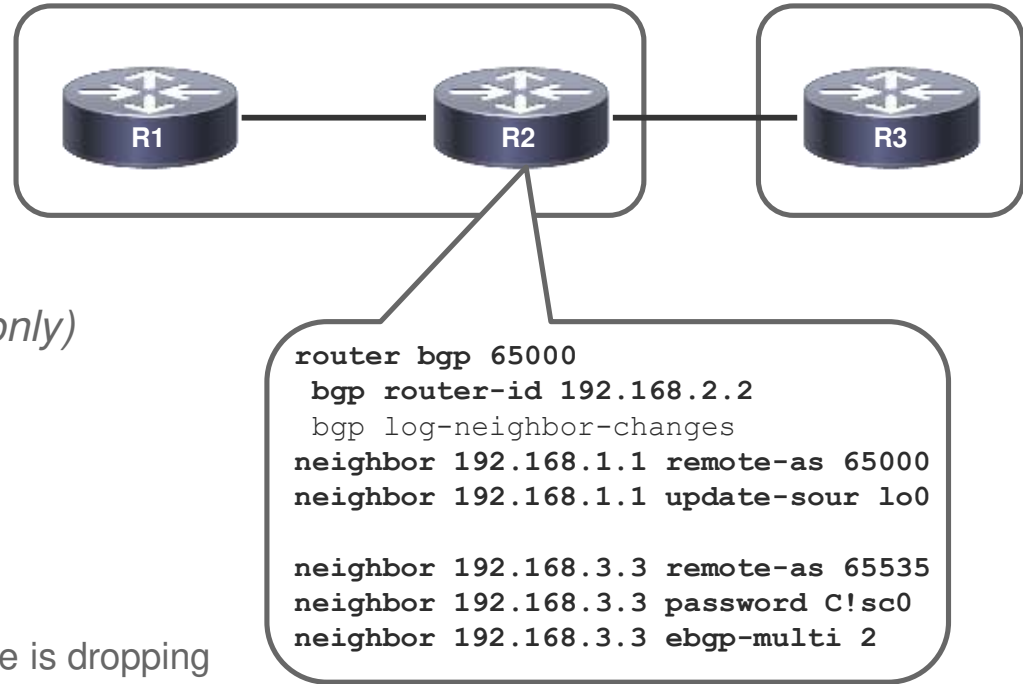 R1 R2 R3
only)
router bgp 65000
bgp router-id 192.168.2.2
bgp log-neighbor-changes
neighbor 192.168.1.1 remote-as 65000
neighbor 192.168.1.1 update-sour lo0
neighbor 192.168.3.3 remote-as 65535
neighbor 192.168.3.3 password C!sc0
neighbor 192.168.3.3 ebgp-multi 2
e is dropping